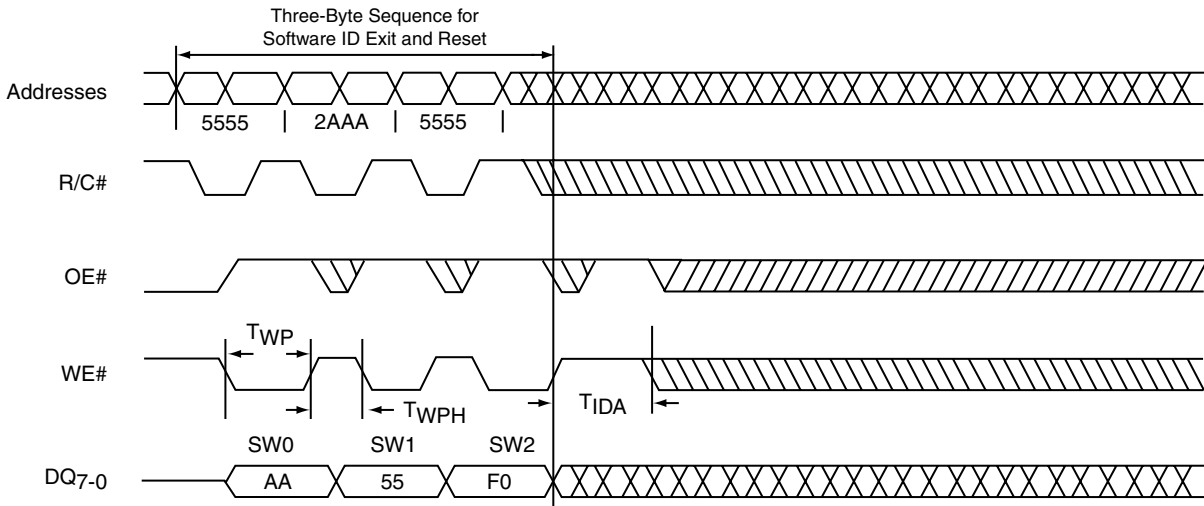 Three-Byte Sequence for
Software ID Exit and Reset
Addresses
5555
2AAA
5555
R/C#
OE#
TWP
WE#
TWPH
TIDA
SW0
SW1
SW2
DQ7-0
AA
55
F0